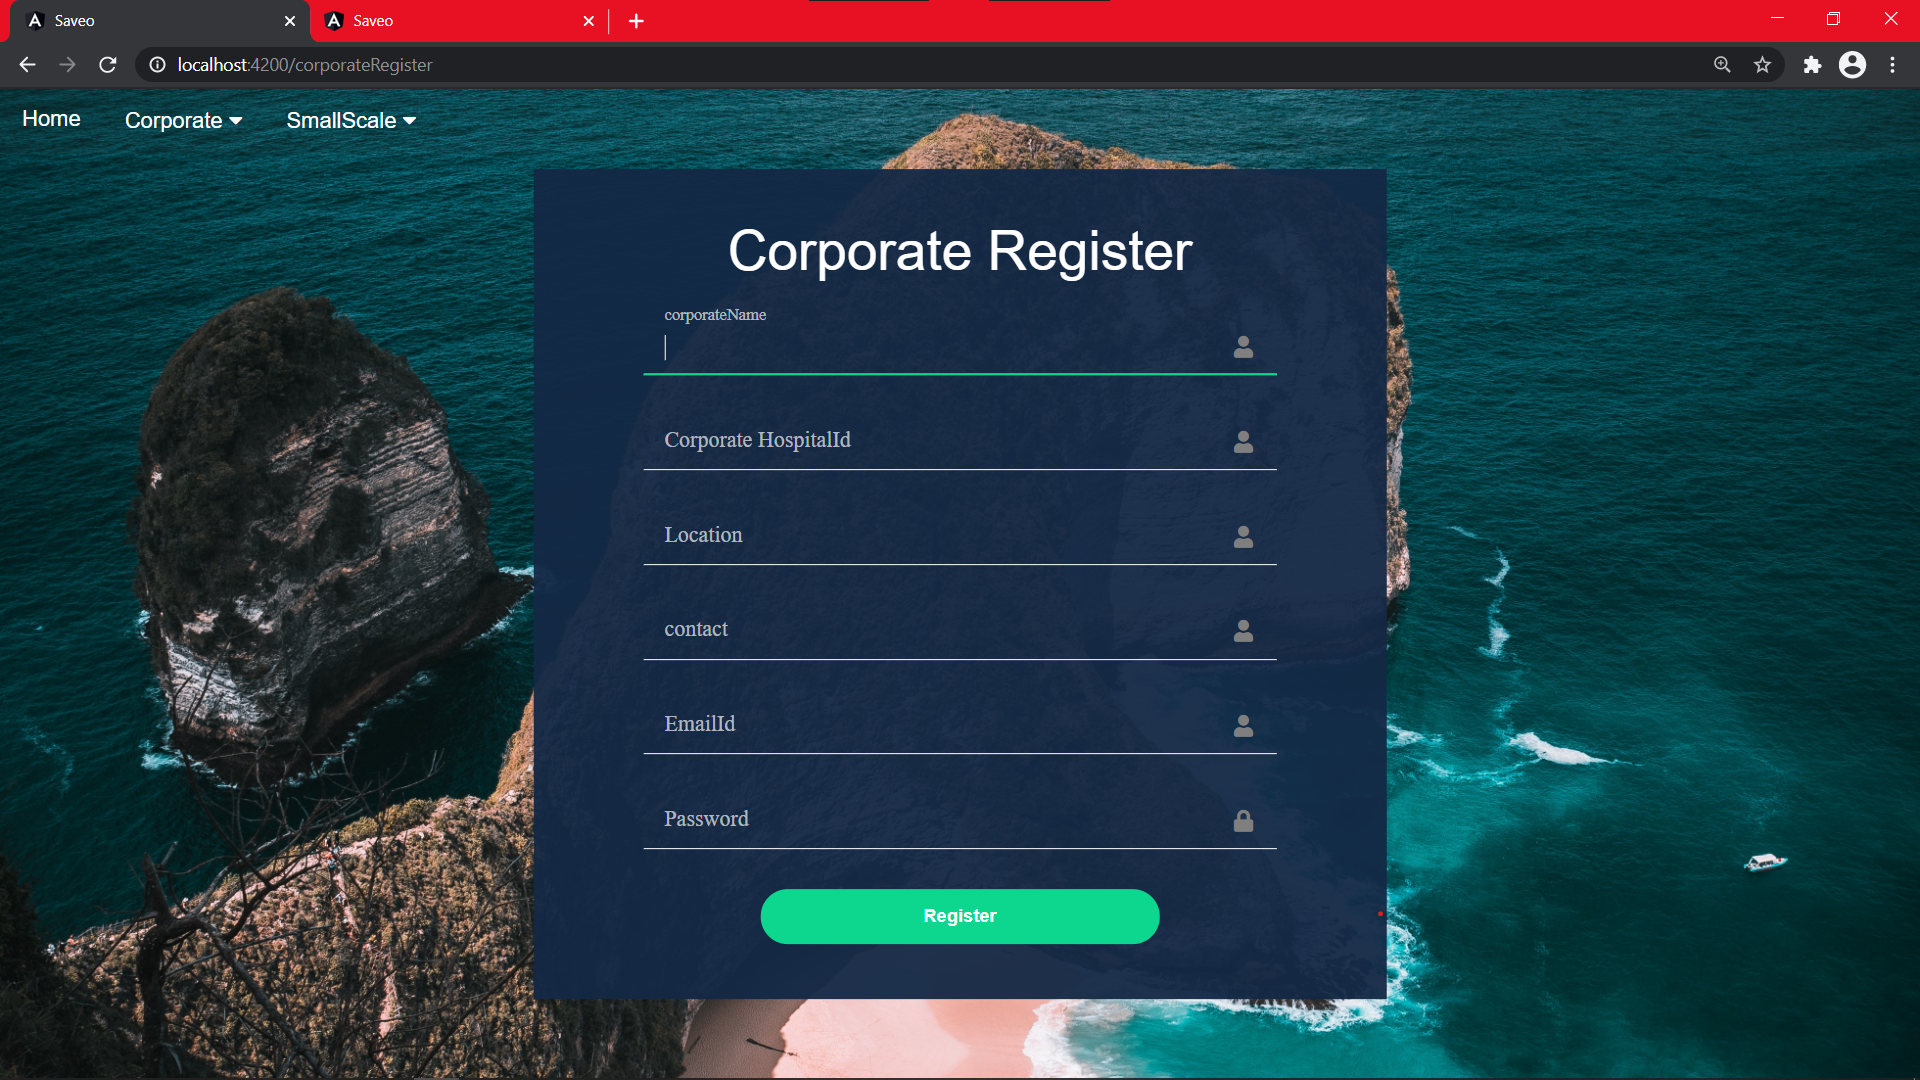 Saveo
Saveo
localhost:4200/corporateRegister
Home
Corporate
SmallScale
Corporate Register
corporateName
Corporate HospitalId
Location
contact
EmailId
Password
Register